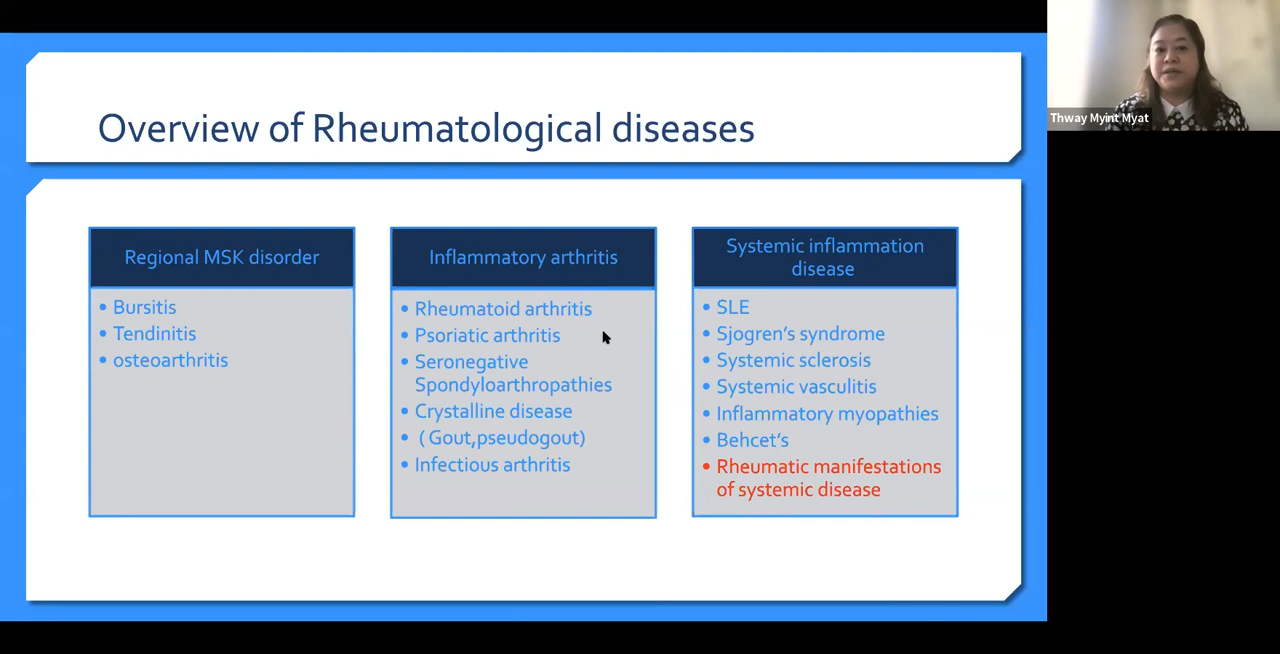 Overview of Rheumatological diseases
Thway Myint Myat
Regional MSK disorder
• Bursitis
• Tendinitis
• osteoarthritis
Inflammatory arthritis
• Rheumatoid arthritis
• Psoriatic arthritis
• Seronegative
Spondyloarthropathies
• Crystalline disease
• ( Gout,pseudogout)
• Infectious arthritis
Systemic inflammation
disease
• SLE
• Sjogren’s syndrome
• Systemic sclerosis
• Systemic vasculitis
• Inflammatory myopathies
• Behcet’s
• Rheumatic manifestations
of systemic disease